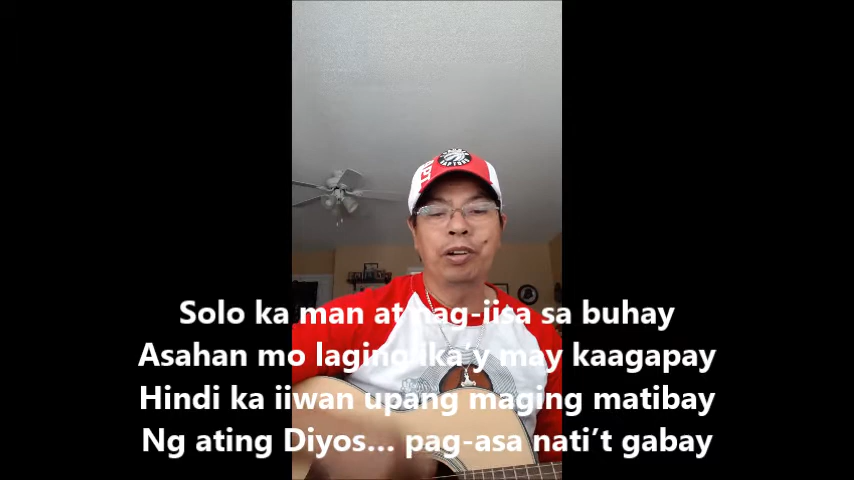 RAPTORS
Solo ka man at nag-iisa sa buhay
Asahan mo laging ika’y may kaagapay
Hindi ka iiwan upang maging matibay
Ng ating Diyos... pag-asa nati’t gabay